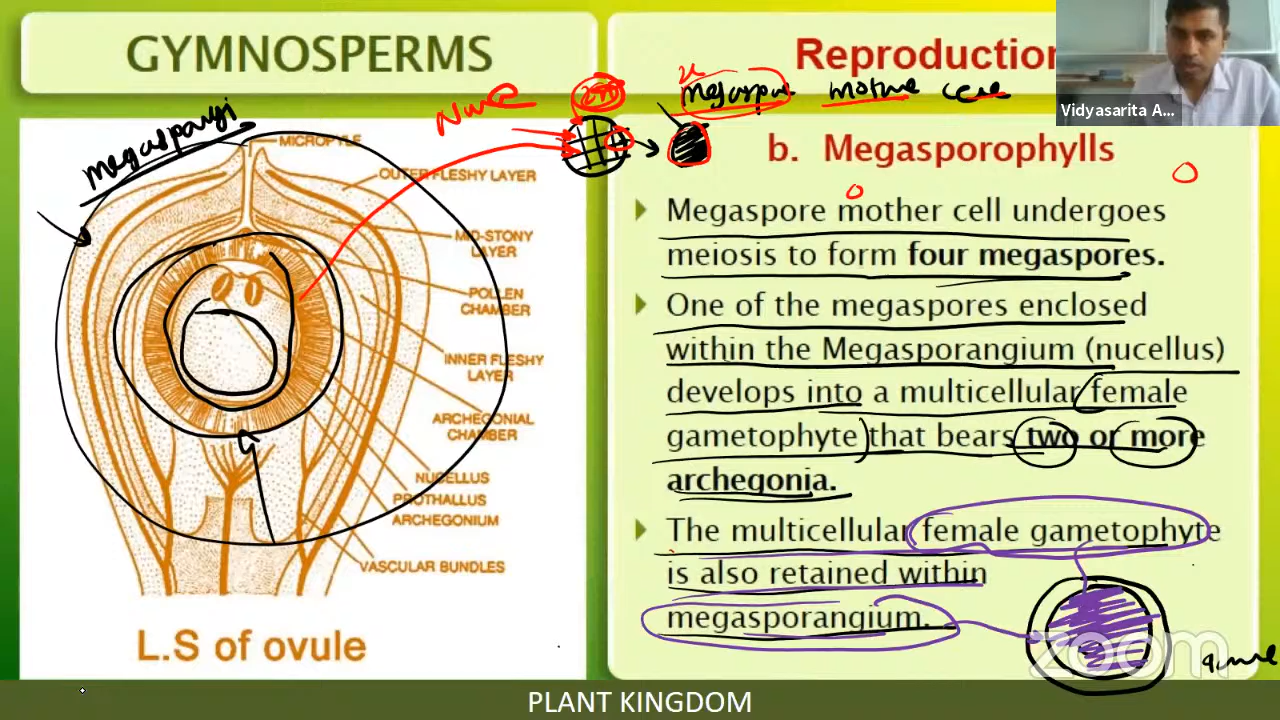 GYMNOSPERMS
Reproduction
Vidyasarita A...
2n
megaspore mother cell
megasporangi
b. Megasporophylls
MICROPYLE
OUTER FLESHY LAYER
MID-STONY
LAYER
POLLEN
CHAMBER
INNER FLESHY
LAYER
ARCHEGONIAL
CHAMBER
NUCELLUS
PROTHALLUS
ARCHEGONIUM
VASCULAR BUNDLES
L.S of ovule
Megaspore mother cell undergoes
meiosis to form four megaspores.
One of the megaspores enclosed
within the Megasporangium (nucellus)
develops into a multicellular female
gametophyte that bears two or more
archegonia.
The multicellular female gametophyte
is also retained within
megasporangium.
zoom
PLANT KINGDOM